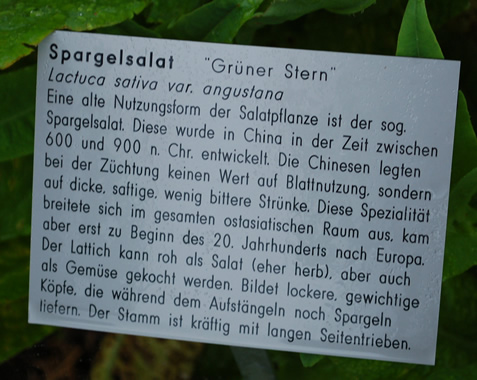 Spargelsalat "Grüner Stern"
Lactuca sativa var. angustana
Eine alte Nutzungsform der Salatpflanze ist der sog.
Spargelsalat. Diese wurde in China in der Zeit zwischen
600 und 900 n. Chr. entwickelt. Die Chinesen legten
bei der Züchtung keinen Wert auf Blattnutzung, sondern
auf dicke, saftige, wenig bittere Strünke. Diese Spezialität
breitete sich im gesamten ostasiatischen Raum aus, kam
aber erst zu Beginn des 20. Jahrhunderts nach Europa.
Der Lattich kann roh als Salat (eher herb), aber auch
als Gemüse gekocht werden. Bildet lockere, gewichtige
Köpfe, die während dem Aufstängeln noch Spargeln
liefern. Der Stamm ist kräftig mit langen Seitentrieben.